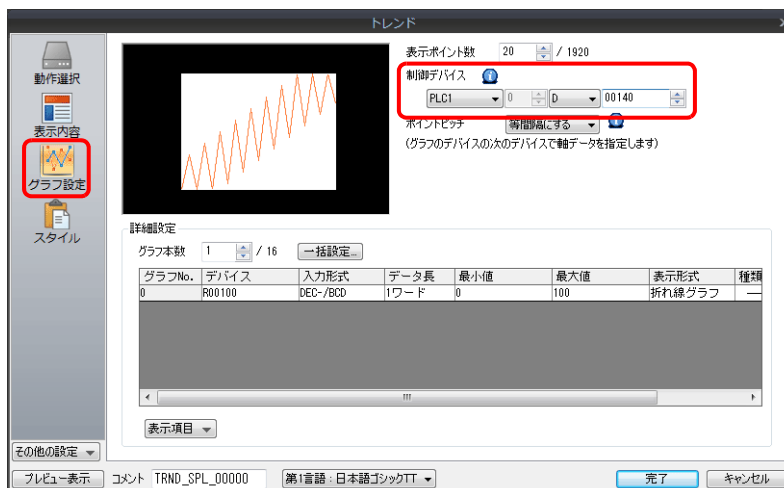 トレンド
動作選択
表示内容
グラフ設定
スタイル
その他の設定
プレビュー表示
表示ポイント数 20 / 1920
制御デバイス
PLC1 0 D 00140
ポイントピッチ 等間隔にする
(グラフのデバイスの次のデバイスで軸データを指定します)
詳細設定
グラフ本数 1 / 16 一括設定...
グラフNo. デバイス 入力形式 データ長 最小値 最大値 表示形式 種類
0 R00100 DEC-/BCD 1ワード 0 100 折れ線グラフ
表示項目
コメント TRND_SPL_00000 第1言語:日本語ゴシックTT 完了 キャンセル